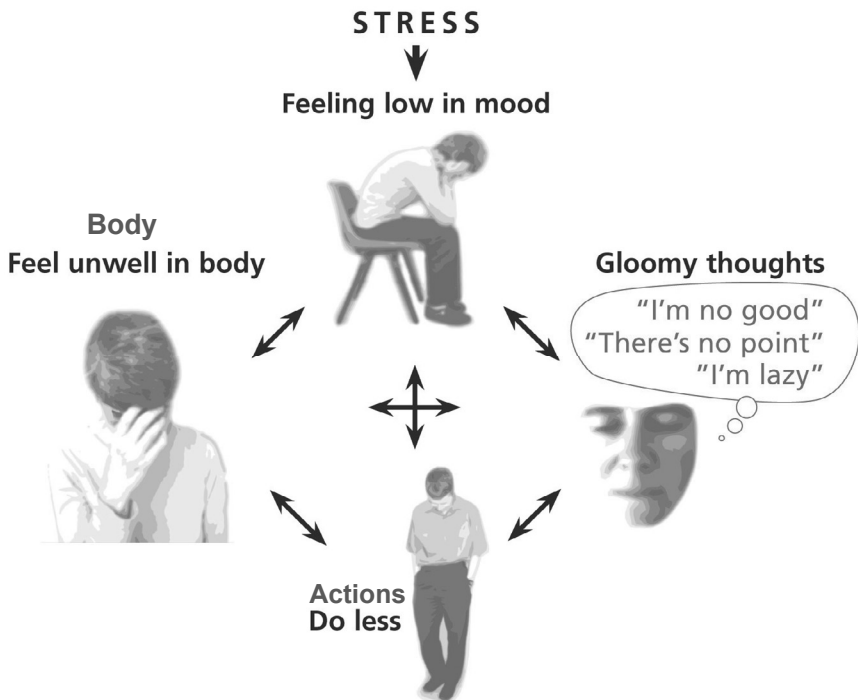 STRESS
Feeling low in mood
Body
Feel unwell in body
Gloomy thoughts
"I'm no good"
"There's no point"
"I'm lazy"
Actions
Do less